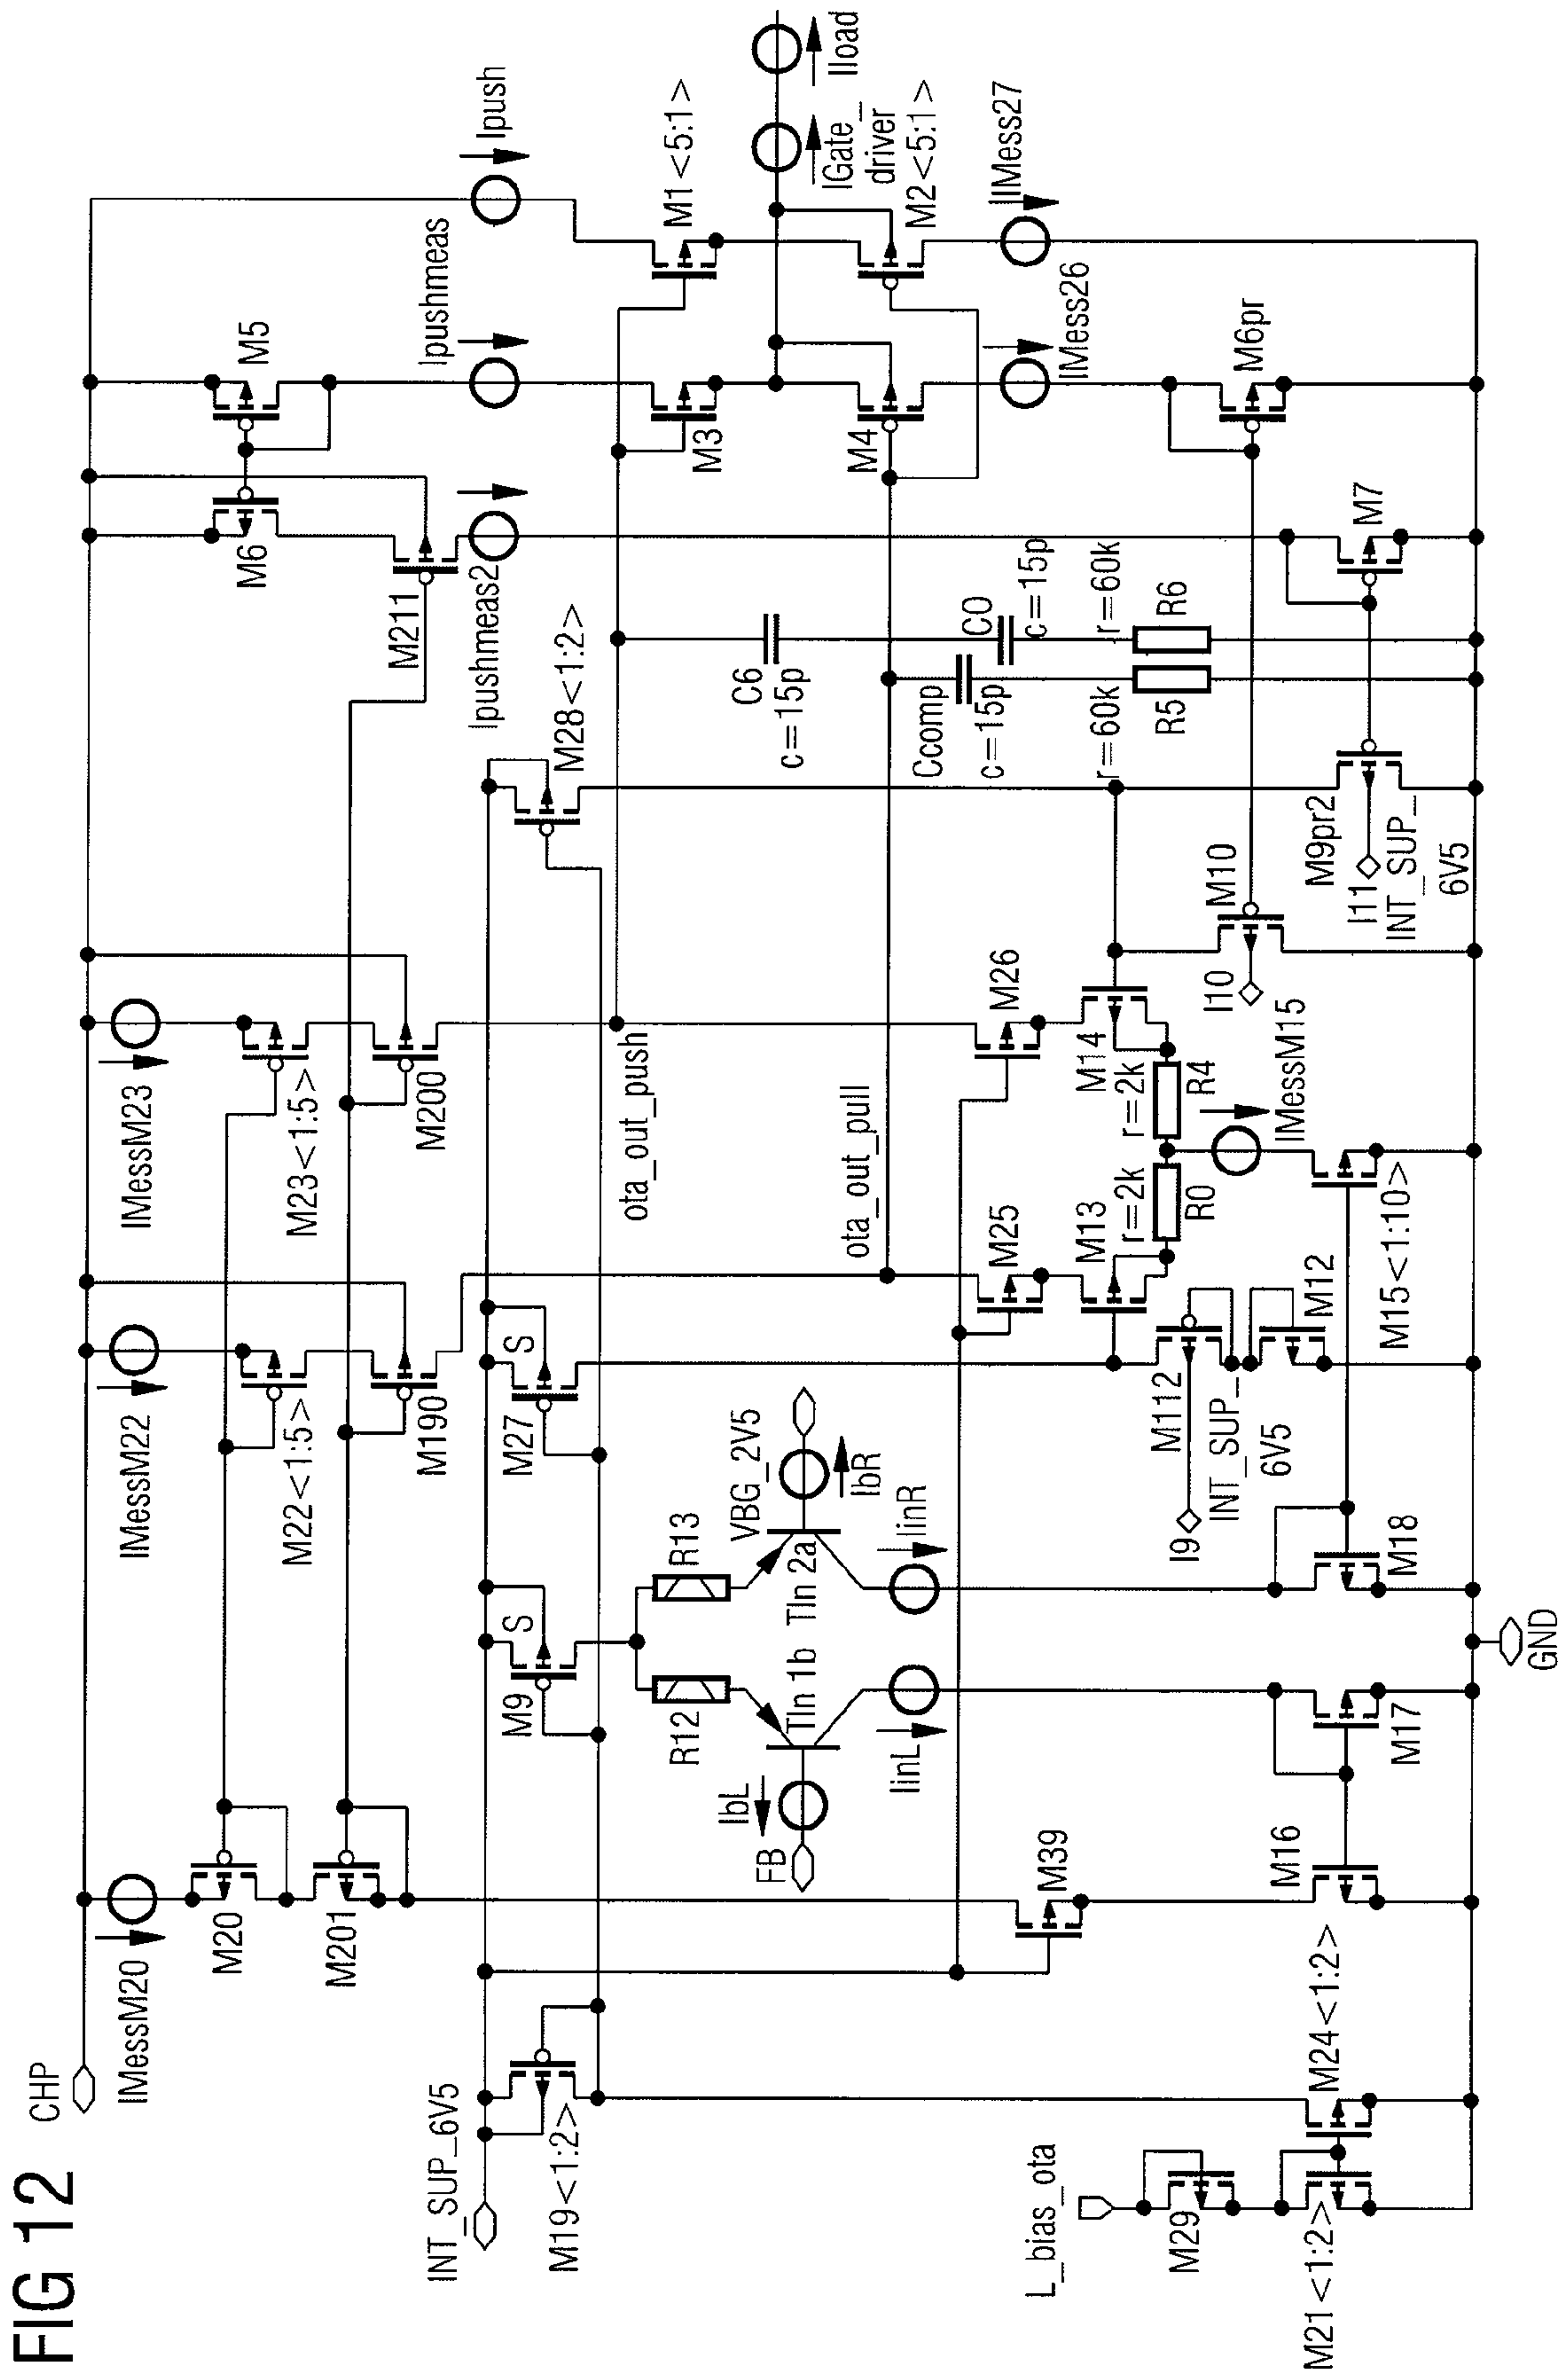 FIG 12
CHP
IMessM20
M20
M201
INT_SUP_6V5
M19<1:2>
L_bias_ota
M29
M21<1:2>
M24<1:2>
M39
M16
M17
GND
M9
S
R12
R13
TIn 1b
TIn 2a
IbL
FB
IinL
VBG_2V5
IbR
IinR
M18
IMessM22
M22<1:5>
M190
M27
S
I9
INT_SUP_
6V5
M112
M12
M15<1:10>
IMessM23
M23<1:5>
M200
ota_out_push
ota_out_pull
M25
M13
r=2k
R0
M26
M14
r=2k
R4
IMessM15
I10
M10
M28<1:2>
M211
Ipushmeas2
C6
c=15p
Ccomp
c=15p
r=60k
R5
C0
c=15p
r=60k
R6
M9pr2
I11
INT_SUP_
6V5
M7
M6
M5
Ipushmeas
M3
M4
IMess26
M6pr
Ipush
M1<5:1>
IGate_
driver
M2<5:1>
IMess27
Iload